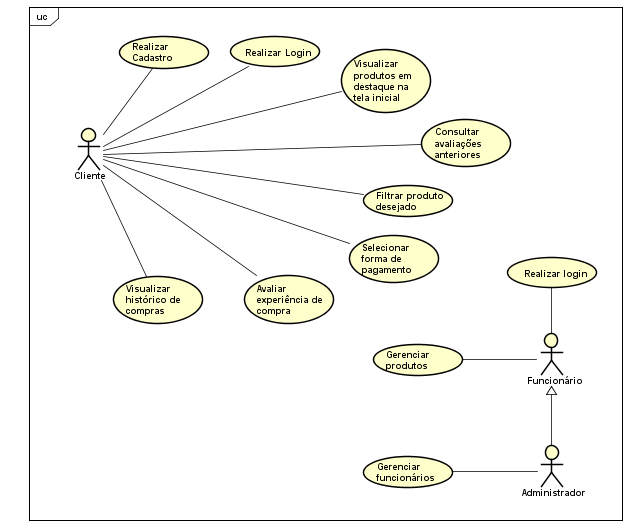 uc
Realizar
Cadastro
Realizar Login
Visualizar
produtos em
destaque na
tela inicial
Consultar
avaliações
anteriores
Cliente
Filtrar produto
desejado
Selecionar
forma de
pagamento
Visualizar
histórico de
compras
Avaliar
experiência de
compra
Realizar login
Gerenciar
produtos
Funcionário
Gerenciar
funcionários
Administrador